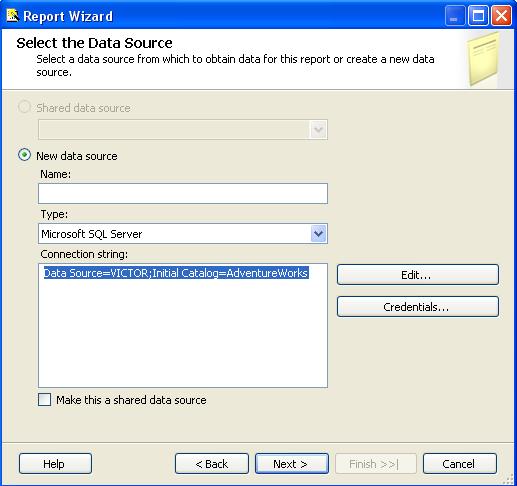 Report Wizard
Select the Data Source
Select a data source from which to obtain data for this report or create a new data
source.
Shared data source
New data source
Name:
Type:
Microsoft SQL Server
Connection string:
Data Source=VICTOR;Initial Catalog=AdventureWorks
Edit...
Credentials...
Make this a shared data source
Help
< Back
Next >
Finish >>|
Cancel